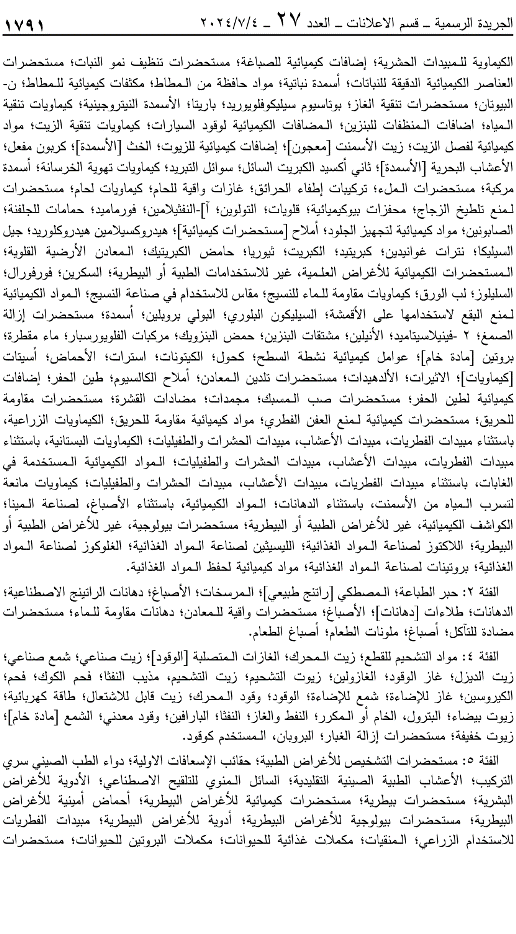 الجريدة الرسمية ــ قسم الاعلانات ــ العدد ٢٧ ــ ٢٠٢٤/٧/٤ ١٧٩١
الكيماوية للمبيدات الحشرية؛ إضافات كيميائية للصباغة؛ مستحضرات تنظيف نمو النبات؛ مستحضرات
العناصر الكيميائية الدقيقة للنباتات؛ أسمدة نباتية؛ مواد حافظة من المطاط؛ مكثفات كيميائية للمطاط؛ ن-
البيوتان؛ مستحضرات تنقية الغاز؛ بوتاسيوم سيليكوفلويوريد؛ باريتا؛ الأسمدة النيتروجينية؛ كيماويات تنقية
المياه؛ اضافات المنظفات للبنزين؛ المضافات الكيميائية لوقود السيارات؛ كيماويات تنقية الزيت؛ مواد
كيميائية لفصل الزيت؛ زيت الأسمنت [معجون]؛ إضافات كيميائية للزيوت؛ الخث [الأسمدة]؛ كربون مفعل؛
الأعشاب البحرية [الأسمدة]؛ ثاني أكسيد الكبريت السائل؛ سوائل التبريد؛ كيماويات تهوية الخرسانة؛ أسمدة
مركبة؛ مستحضرات الملء؛ تركيبات إطفاء الحرائق؛ غازات واقية للحام؛ كيماويات لحام؛ مستحضرات
لمنع تلطيخ الزجاج؛ محفزات بيوكيميائية؛ قلويات؛ التولوين؛ آ]-النفثيلامين؛ فورماميد؛ حمامات للجلفنة؛
الصابونين؛ مواد كيميائية لتجهيز الجلود؛ أملاح [مستحضرات كيميائية]؛ هيدروكسيلامين هيدروكلوريد؛ جيل
السيليكا؛ نترات غوانيدين؛ كبريتيد؛ الكبريت؛ ثيوريا؛ حامض الكبريتيك؛ المعادن الأرضية القلوية؛
المستحضرات الكيميائية للأغراض العلمية، غير للاستخدامات الطبية أو البيطرية؛ السكرين؛ فورفورال؛
السليلوز؛ لب الورق؛ كيماويات مقاومة للماء للنسيج؛ مقاس للاستخدام في صناعة النسيج؛ المواد الكيميائية
لمنع البقع لاستخدامها على الأقمشة؛ السيليكون البلوري؛ البولي بروبلين؛ أسمدة؛ مستحضرات إزالة
الصمغ؛ ٢ -فينيلاسيتاميد؛ الأنيلين؛ مشتقات البنزين؛ حمض البنزويك؛ مركبات الفلويورسبار؛ ماء مقطرة؛
بروتين [مادة خام]؛ عوامل كيميائية نشطة السطح؛ كحول؛ الكيتونات؛ استرات؛ الأحماض؛ أسيتات
[كيماويات]؛ الاثيرات؛ الألدهيدات؛ مستحضرات تلدين المعادن؛ أملاح الكالسيوم؛ طين الحفر؛ إضافات
كيميائية لطين الحفر؛ مستحضرات صب المسبك؛ مجمدات؛ مضادات القشرة؛ مستحضرات مقاومة
للحريق؛ مستحضرات كيميائية لمنع العفن الفطري؛ مواد كيميائية مقاومة للحريق؛ الكيماويات الزراعية،
باستثناء مبيدات الفطريات، مبيدات الأعشاب، مبيدات الحشرات والطفيليات؛ الكيماويات البستانية، باستثناء
مبيدات الفطريات، مبيدات الأعشاب، مبيدات الحشرات والطفيليات؛ المواد الكيميائية المستخدمة في
الغابات، باستثناء مبيدات الفطريات، مبيدات الأعشاب، مبيدات الحشرات والطفيليات؛ كيماويات مانعة
لتسرب المياه من الأسمنت، باستثناء الدهانات؛ المواد الكيميائية، باستثناء الأصباغ، لصناعة المينا؛
الكواشف الكيميائية، غير للأغراض الطبية أو البيطرية؛ مستحضرات بيولوجية، غير للأغراض الطبية أو
البيطرية؛ اللاكتوز لصناعة المواد الغذائية؛ الليسيثين لصناعة المواد الغذائية؛ الغلوكوز لصناعة المواد
الغذائية؛ بروتينات لصناعة المواد الغذائية؛ مواد كيميائية لحفظ المواد الغذائية.
الفئة ٢: حبر الطباعة؛ المصطكي [راتنج طبيعي]؛ المرسخات؛ الأصباغ؛ دهانات الراتينج الاصطناعية؛
الدهانات؛ طلاءات [دهانات]؛ الأصباغ؛ مستحضرات واقية للمعادن؛ دهانات مقاومة للماء؛ مستحضرات
مضادة للتآكل؛ أصباغ؛ ملونات الطعام؛ أصباغ الطعام.
الفئة ٤: مواد التشحيم للقطع؛ زيت المحرك؛ الغازات المتصلبة [الوقود]؛ زيت صناعي؛ شمع صناعي؛
زيت الديزل؛ غاز الوقود؛ الغازولين؛ زيوت التشحيم؛ زيت التشحيم، مذيب النفثا؛ فحم الكوك؛ فحم؛
الكيروسين؛ غاز للإضاءة؛ شمع للإضاءة؛ الوقود؛ وقود المحرك؛ زيت قابل للاشتعال؛ طاقة كهربائية؛
زيوت بيضاء؛ البترول، الخام أو المكرر؛ النفط والغاز؛ النفثا؛ البارافين؛ وقود معدني؛ الشمع [مادة خام]؛
زيوت خفيفة؛ مستحضرات إزالة الغبار؛ البروبان، المستخدم كوقود.
الفئة ٥: مستحضرات التشخيص للأغراض الطبية؛ حقائب الإسعافات الاولية؛ دواء الطب الصيني سري
التركيب؛ الأعشاب الطبية الصينية التقليدية؛ السائل المنوي للتلقيح الاصطناعي؛ الأدوية للأغراض
البشرية؛ مستحضرات بيطرية؛ مستحضرات كيميائية للأغراض البيطرية؛ أحماض أمينية للأغراض
البيطرية؛ مستحضرات بيولوجية للأغراض البيطرية؛ أدوية للأغراض البيطرية؛ مبيدات الفطريات
للاستخدام الزراعي؛ المنقيات؛ مكملات غذائية للحيوانات؛ مكملات البروتين للحيوانات؛ مستحضرات